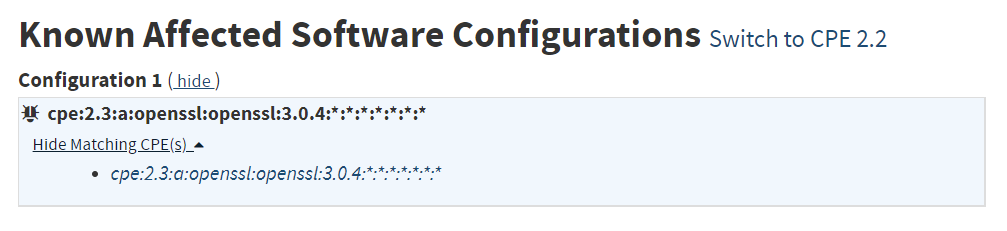 Known Affected Software Configurations Switch to CPE 2.2
Configuration 1 ( hide )
cpe:2.3:a:openssl:openssl:3.0.4:*:*:*:*:*:*:*
Hide Matching CPE(s)
cpe:2.3:a:openssl:openssl:3.0.4:*:*:*:*:*:*:*